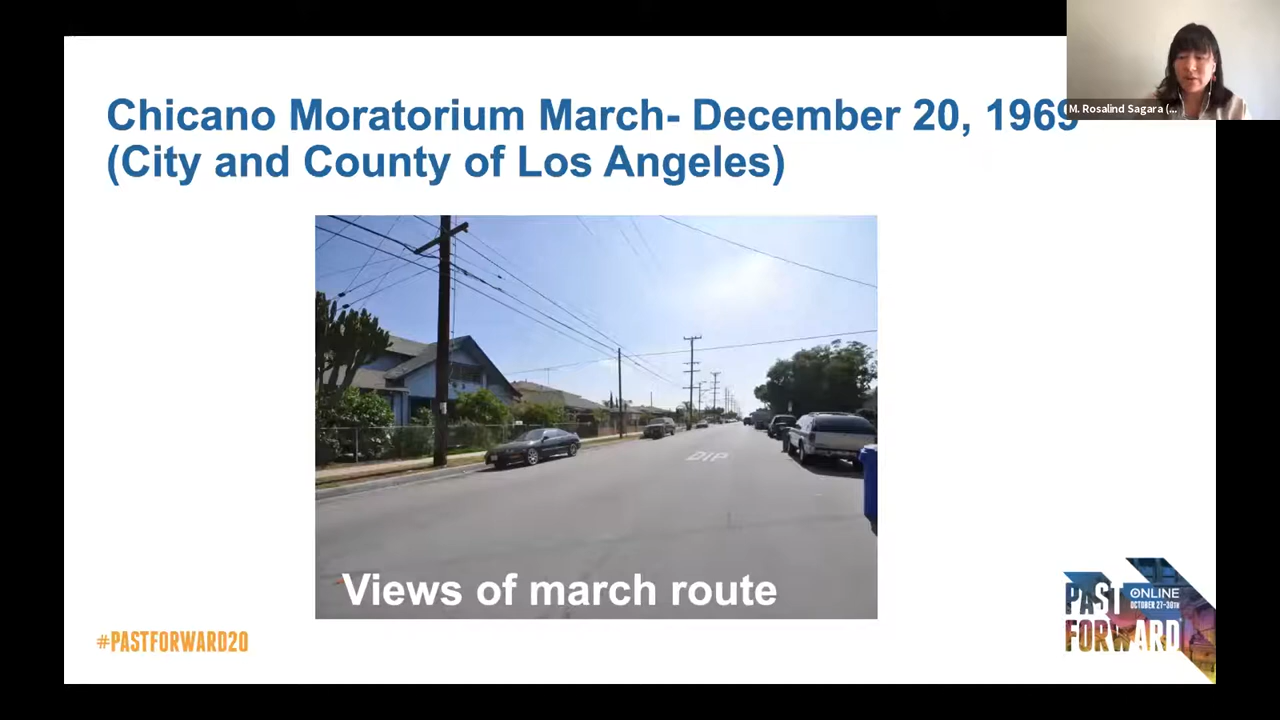 Chicano Moratorium March- December 20, 1969
(City and County of Los Angeles)
M. Rosalind Sagara (...
DIP
Views of march route
#PASTFORWARD20
PAST
FORWARD
ONLINE
OCTOBER 27-30TH